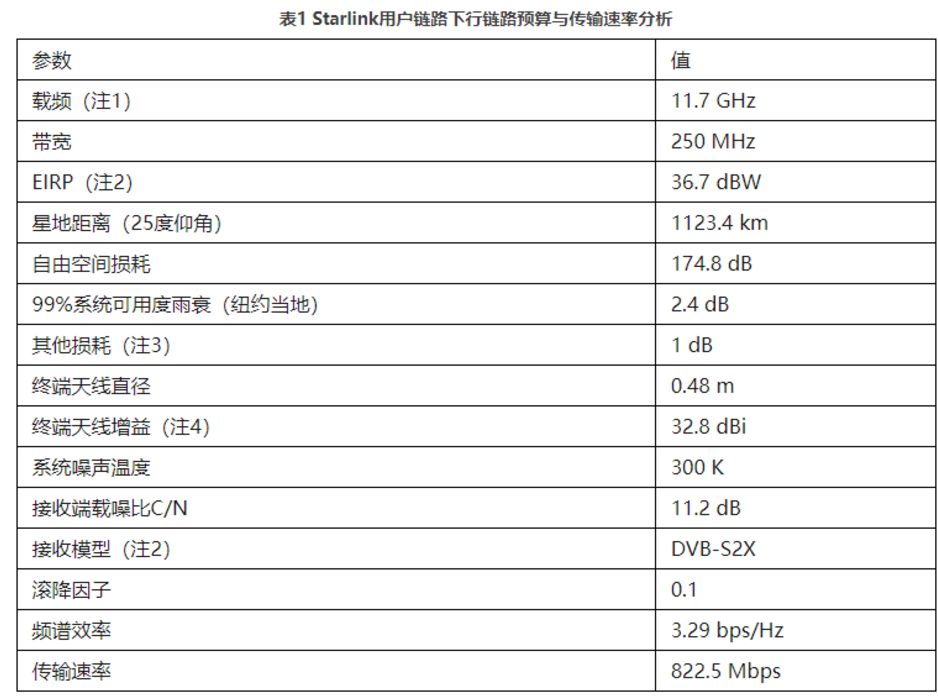 表1 Starlink用户链路下行链路预算与传输速率分析
参数 值
载频（注1） 11.7 GHz
带宽 250 MHz
EIRP（注2） 36.7 dBW
星地距离（25度仰角） 1123.4 km
自由空间损耗 174.8 dB
99%系统可用度雨衰（纽约当地） 2.4 dB
其他损耗（注3） 1 dB
终端天线直径 0.48 m
终端天线增益（注4） 32.8 dBi
系统噪声温度 300 K
接收端载噪比C/N 11.2 dB
接收模型（注2） DVB-S2X
滚降因子 0.1
频谱效率 3.29 bps/Hz
传输速率 822.5 Mbps